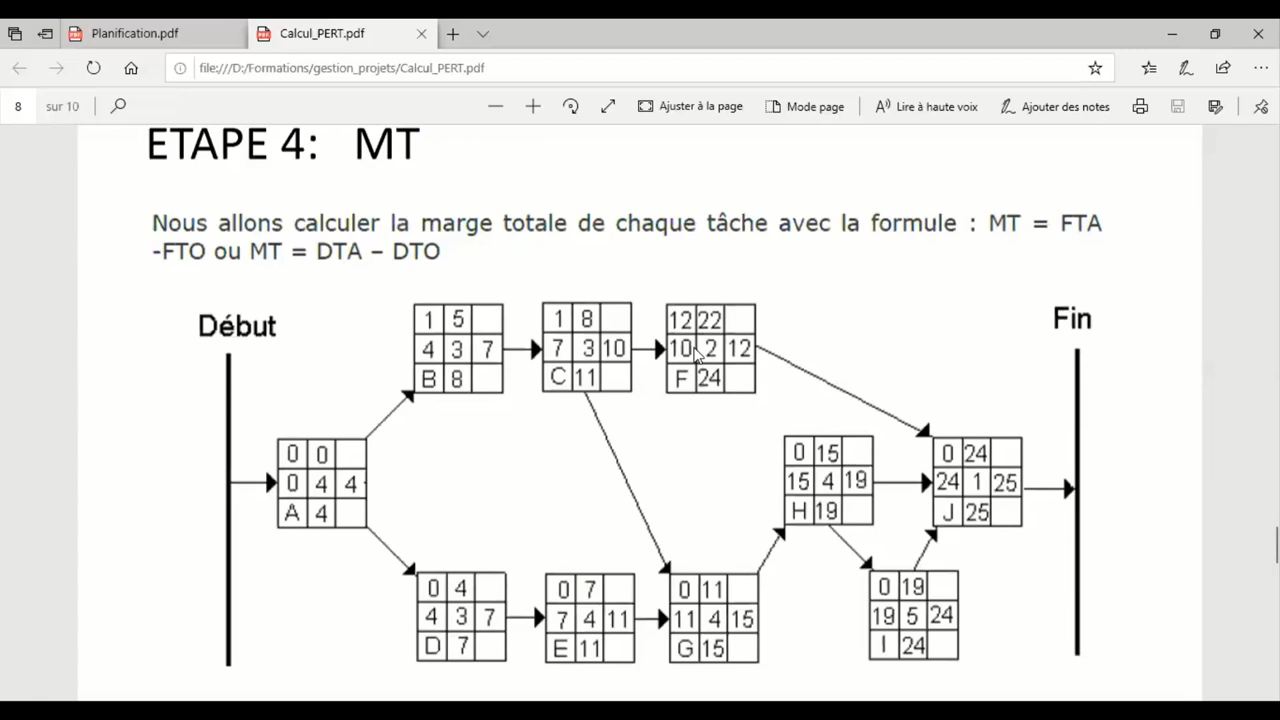 Planification.pdf
Calcul_PERT.pdf
file:///D:/Formations/gestion_projets/Calcul_PERT.pdf
8 sur 10
Ajuster à la page
Mode page
Lire à haute voix
Ajouter des notes
ETAPE 4: MT
Nous allons calculer la marge totale de chaque tâche avec la formule : MT = FTA
-FTO ou MT = DTA – DTO
Début
Fin
1 5
4 3 7
B 8
1 8
7 3 10
C 11
12 22
10 2 12
F 24
0 0
0 4 4
A 4
0 15
15 4 19
H 19
0 24
24 1 25
J 25
0 4
4 3 7
D 7
0 7
7 4 11
E 11
0 11
11 4 15
G 15
0 19
19 5 24
I 24